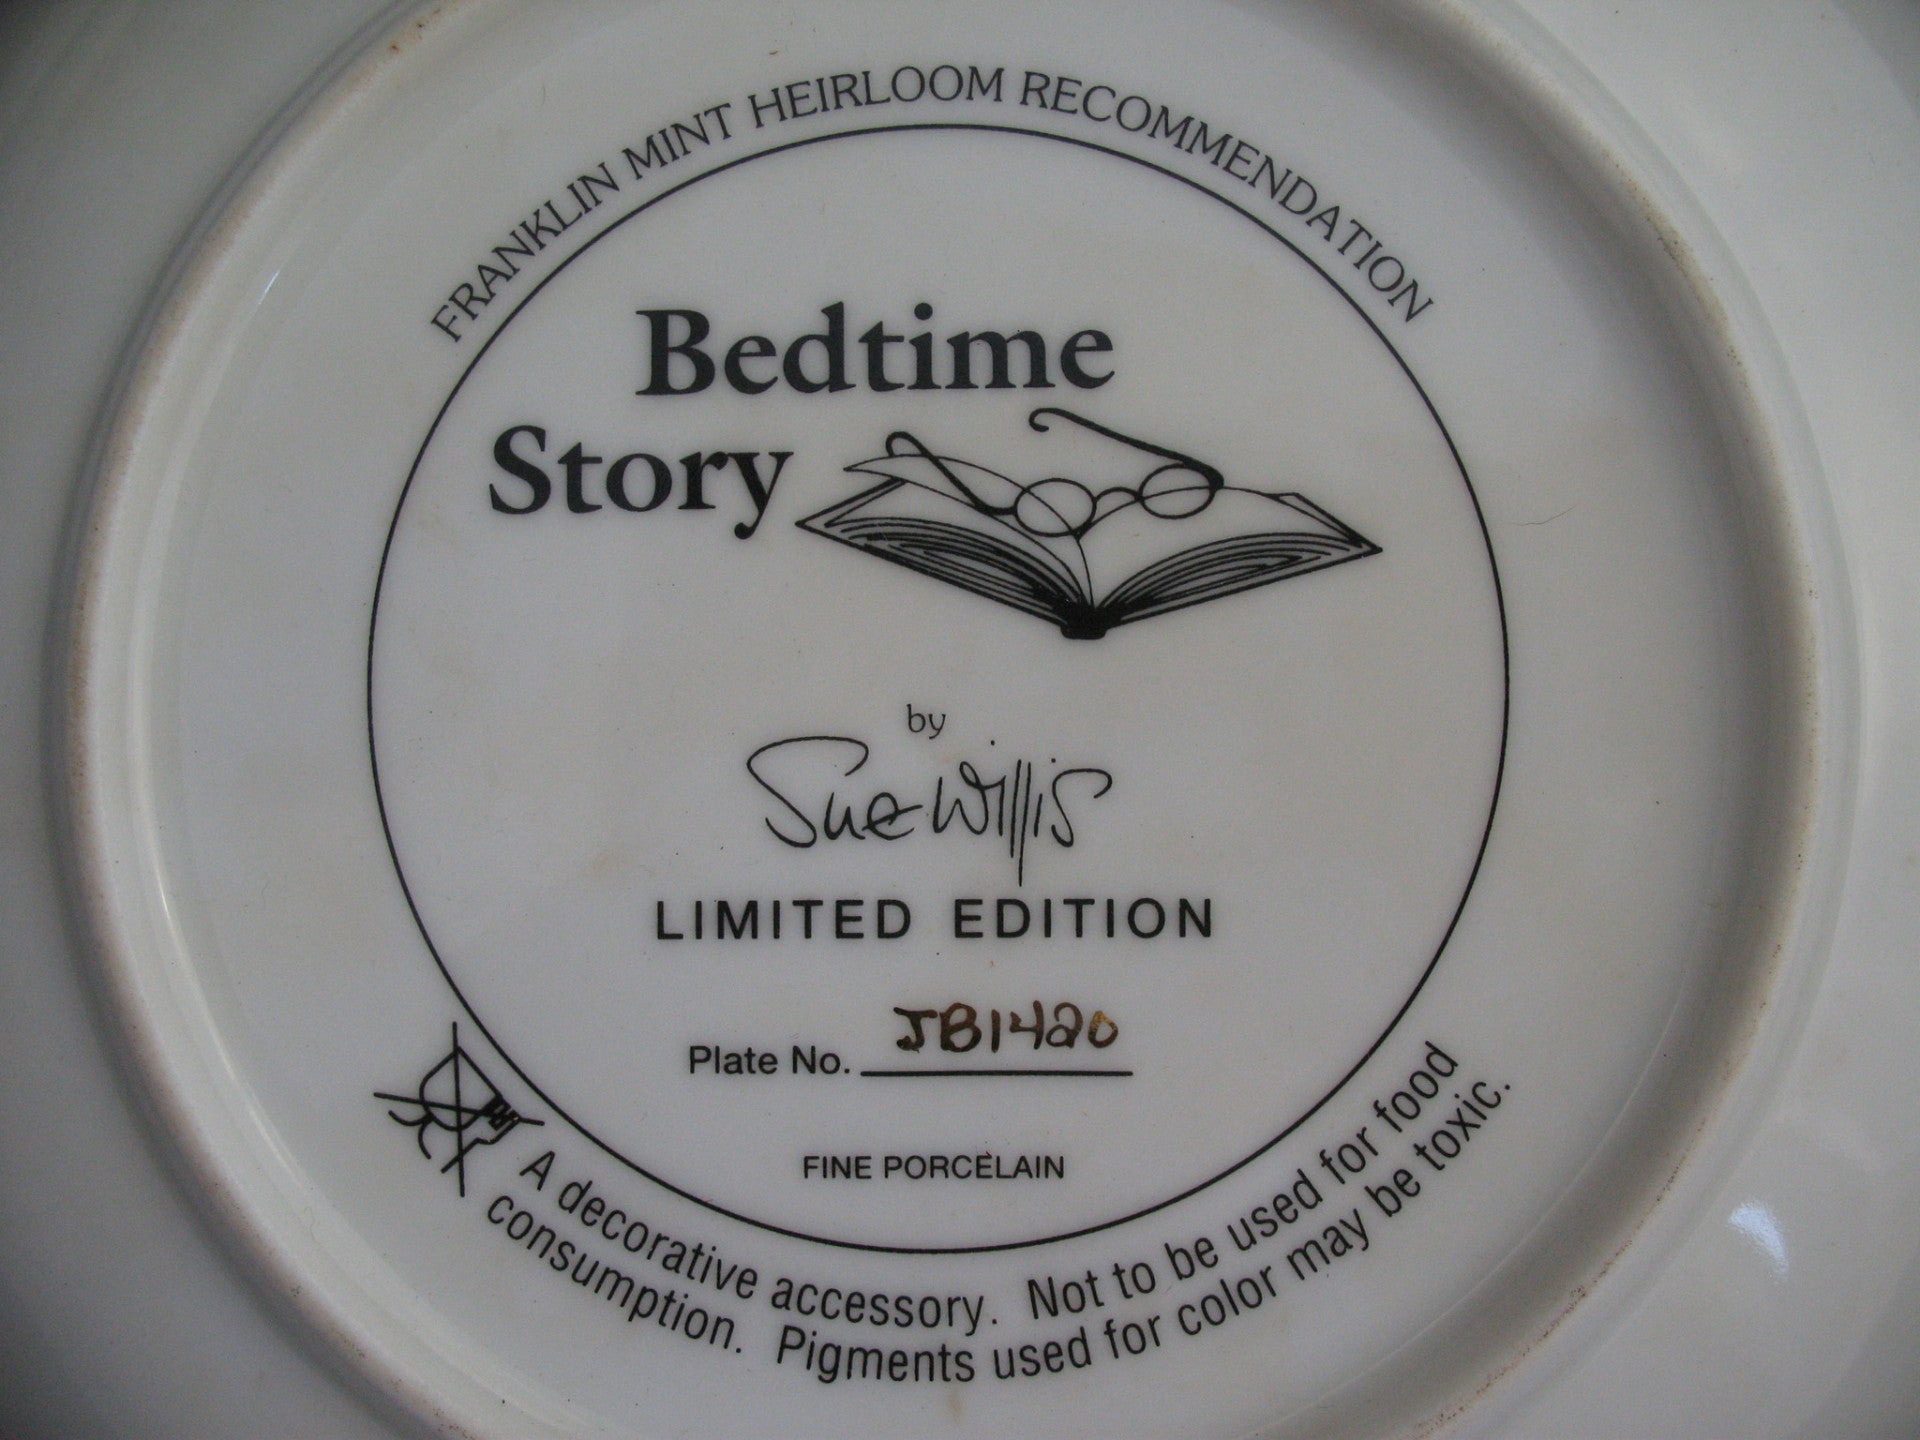 FRANKLIN MINT HEIRLOOM RECOMMENDATION
Bedtime
Story
by
Sue Willis
LIMITED EDITION
Plate No. JB1420
FINE PORCELAIN
A decorative accessory. Not to be used for food
consumption. Pigments used for color may be toxic.